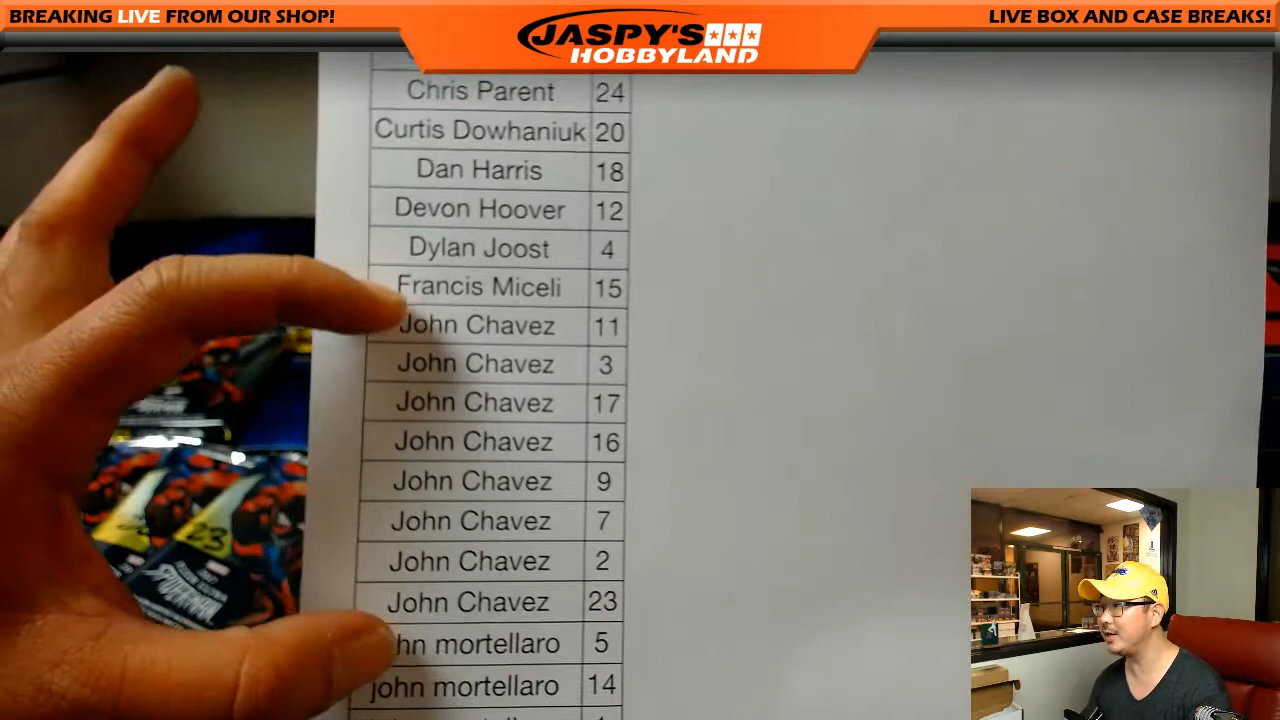 BREAKING LIVE FROM OUR SHOP!
JASPY'S
HOBBYLAND
LIVE BOX AND CASE BREAKS!
Chris Parent 24
Curtis Dowhaniuk 20
Dan Harris 18
Devon Hoover 12
Dylan Joost 4
Francis Miceli 15
John Chavez 11
John Chavez 3
John Chavez 17
John Chavez 16
John Chavez 9
John Chavez 7
John Chavez 2
John Chavez 23
hn mortellaro 5
john mortellaro 14
23
SPIDER-MAN